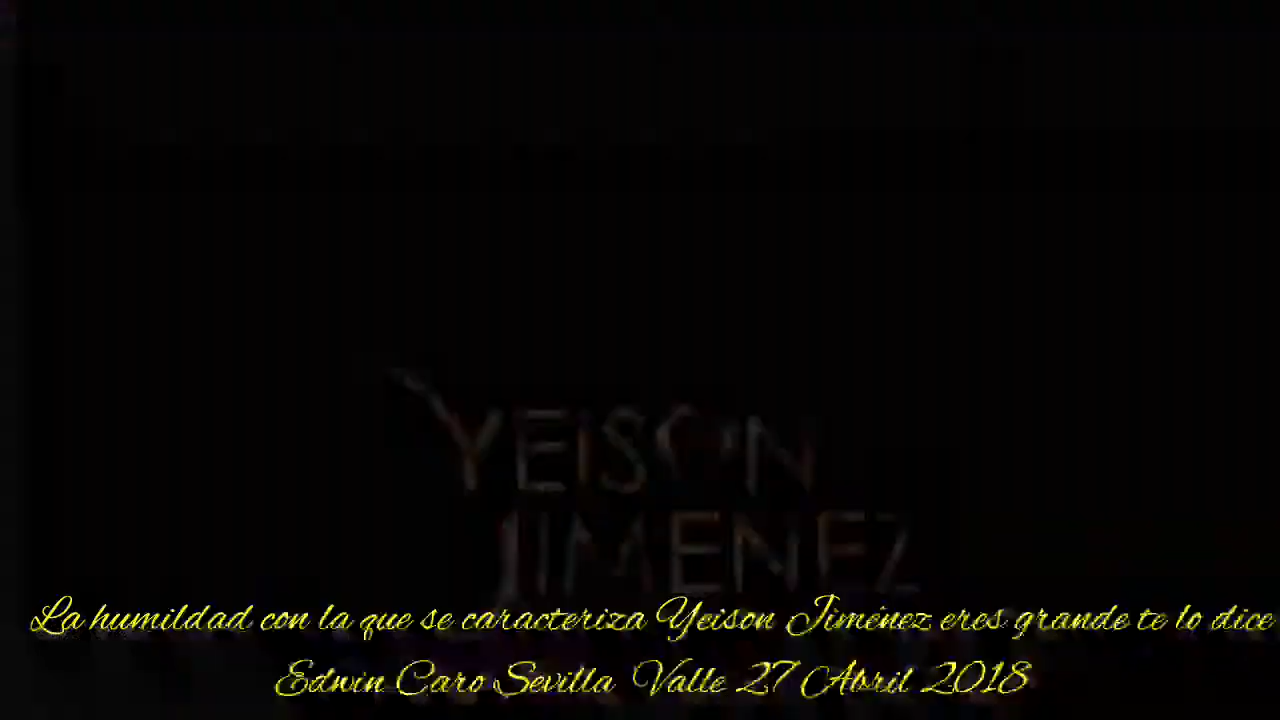 YEISON
JIMENEZ
La humildad con la que se caracteriza Yeison Jiménez eres grande te lo dice
Edwin Caro Sevilla Valle 27 Abril 2018